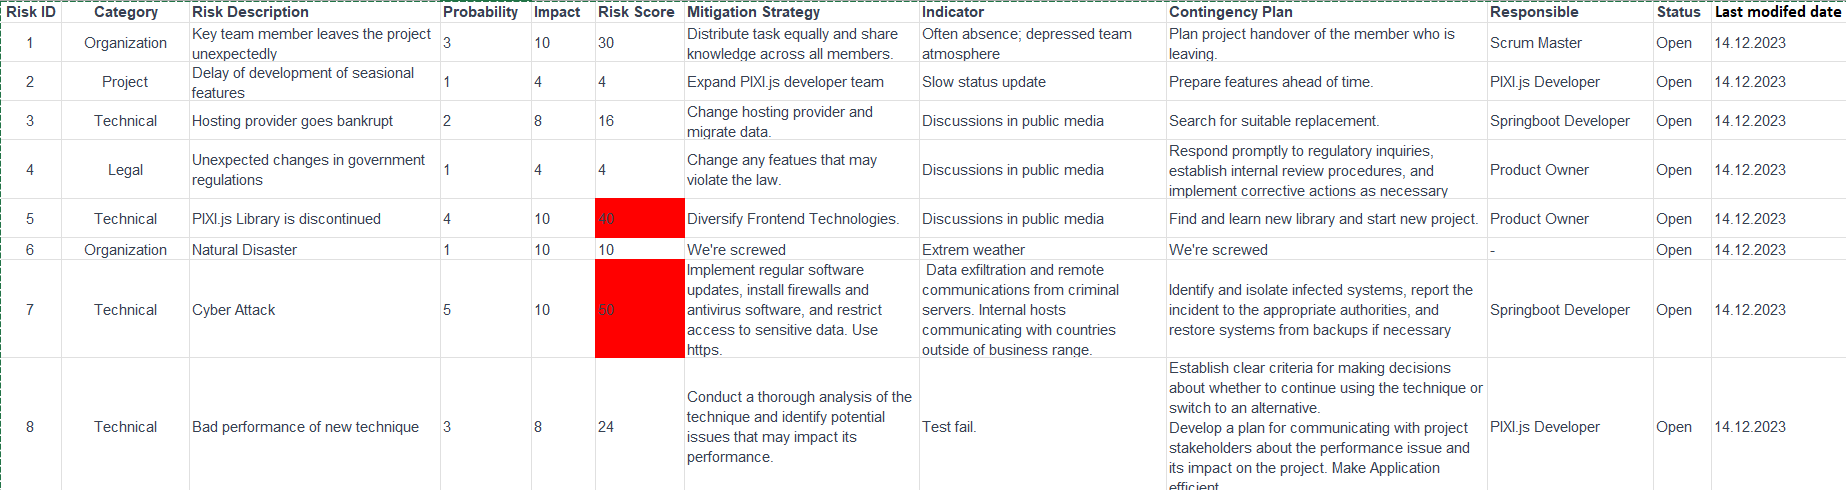 Risk ID Category Risk Description Probability Impact Risk Score Mitigation Strategy Indicator Contingency Plan Responsible Status Last modifed date
1 Organization Key team member leaves the project unexpectedly 3 10 30 Distribute task equally and share knowledge across all members. Often absence; depressed team atmosphere Plan project handover of the member who is leaving. Scrum Master Open 14.12.2023
2 Project Delay of development of seasional features 1 4 4 Expand PIXI.js developer team Slow status update Prepare features ahead of time. PIXI.js Developer Open 14.12.2023
3 Technical Hosting provider goes bankrupt 2 8 16 Change hosting provider and migrate data. Discussions in public media Search for suitable replacement. Springboot Developer Open 14.12.2023
4 Legal Unexpected changes in government regulations 1 4 4 Change any featues that may violate the law. Discussions in public media Respond promptly to regulatory inquiries, establish internal review procedures, and implement corrective actions as necessary Product Owner Open 14.12.2023
5 Technical PIXI.js Library is discontinued 4 10 40 Diversify Frontend Technologies. Discussions in public media Find and learn new library and start new project. Product Owner Open 14.12.2023
6 Organization Natural Disaster 1 10 10 We're screwed Extrem weather We're screwed - Open 14.12.2023
7 Technical Cyber Attack 5 10 50 Implement regular software updates, install firewalls and antivirus software, and restrict access to sensitive data. Use https. Data exfiltration and remote communications from criminal servers. Internal hosts communicating with countries outside of business range. Identify and isolate infected systems, report the incident to the appropriate authorities, and restore systems from backups if necessary Springboot Developer Open 14.12.2023
8 Technical Bad performance of new technique 3 8 24 Conduct a thorough analysis of the technique and identify potential issues that may impact its performance. Test fail. Establish clear criteria for making decisions about whether to continue using the technique or switch to an alternative. Develop a plan for communicating with project stakeholders about the performance issue and its impact on the project. Make Application efficient PIXI.js Developer Open 14.12.2023